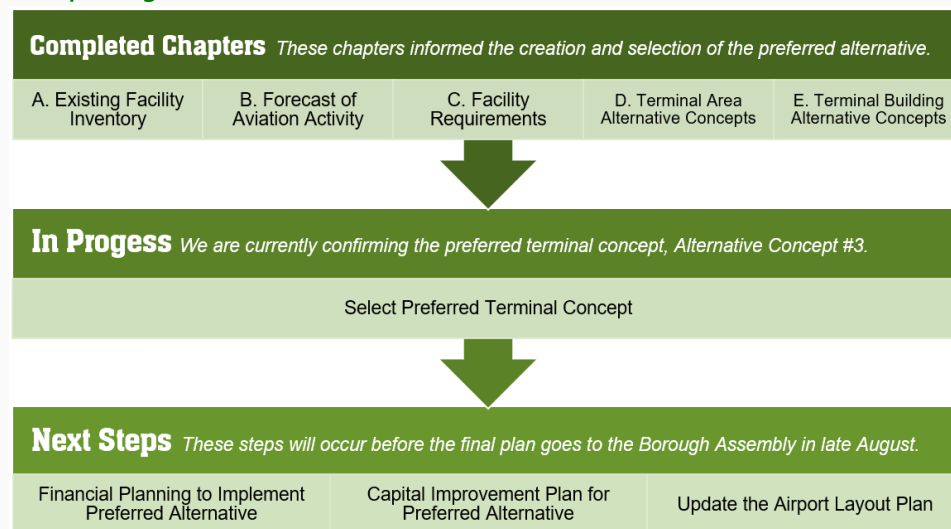 Completed Chapters These chapters informed the creation and selection of the preferred alternative.
A. Existing Facility
Inventory
B. Forecast of
Aviation Activity
C. Facility
Requirements
D. Terminal Area
Alternative Concepts
E. Terminal Building
Alternative Concepts
In Progess We are currently confirming the preferred terminal concept, Alternative Concept #3.
Select Preferred Terminal Concept
Next Steps These steps will occur before the final plan goes to the Borough Assembly in late August.
Financial Planning to Implement
Preferred Alternative
Capital Improvement Plan for
Preferred Alternative
Update the Airport Layout Plan